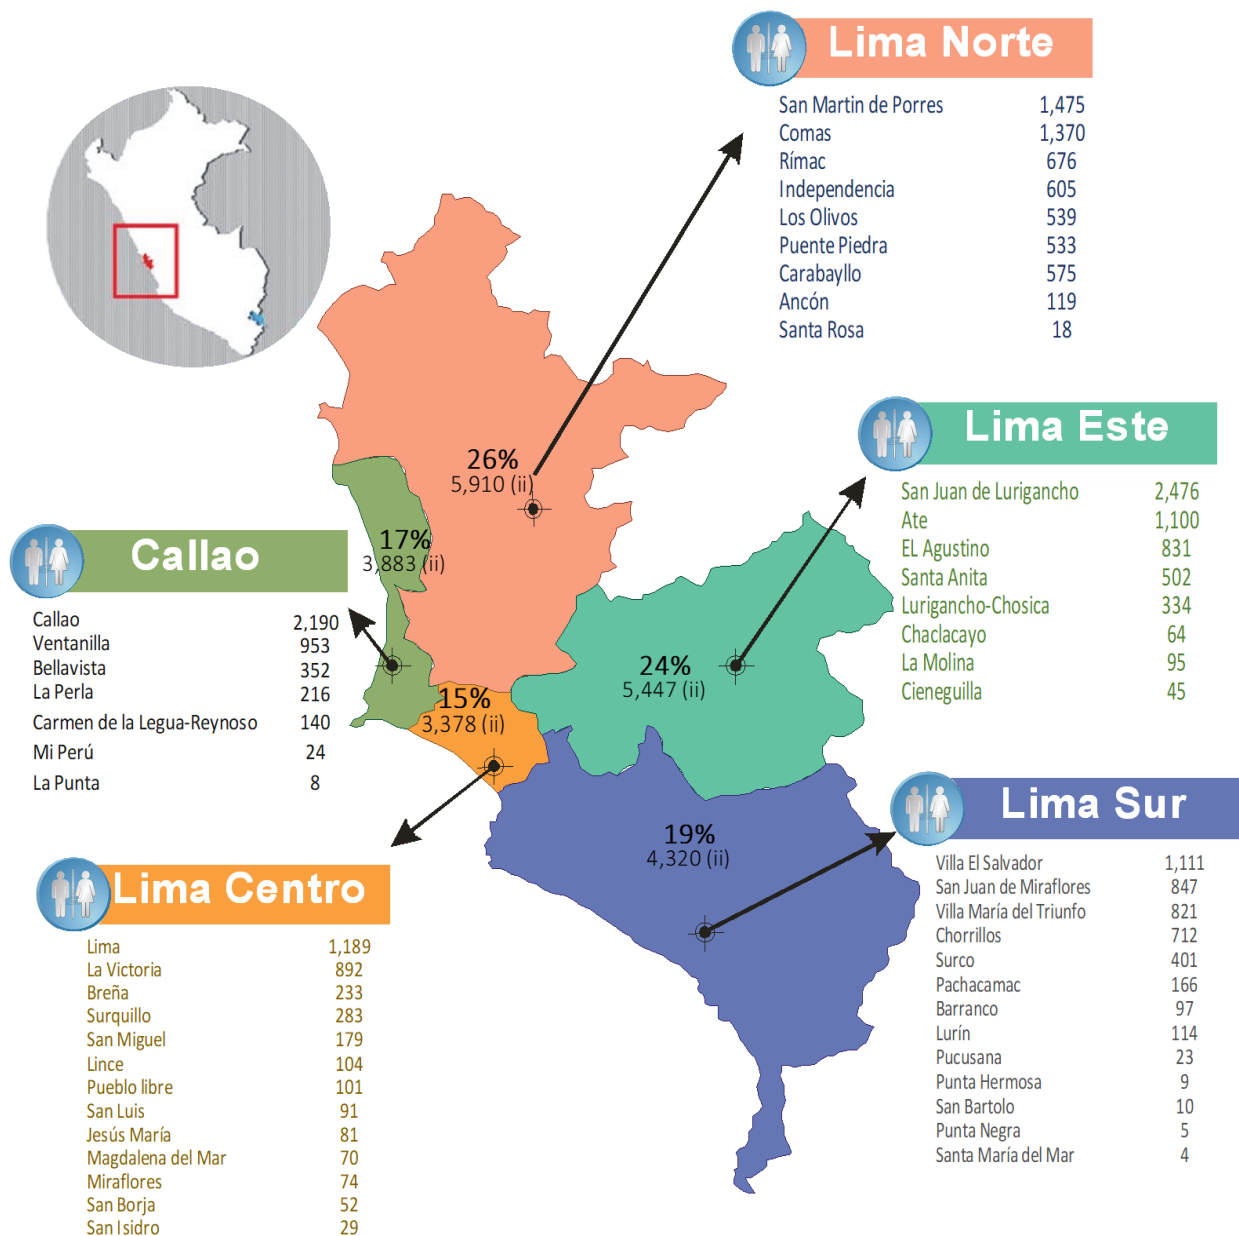 Lima Norte
San Martin de Porres 1,475
Comas 1,370
Rímac 676
Independencia 605
Los Olivos 539
Puente Piedra 533
Carabayllo 575
Ancón 119
Santa Rosa 18
26%
5,910 (ii)
Lima Este
San Juan de Lurigancho 2,476
Ate 1,100
EL Agustino 831
Santa Anita 502
Lurigancho-Chosica 334
Chaclacayo 64
La Molina 95
Cieneguilla 45
24%
5,447 (ii)
Callao
17%
3,883 (ii)
Callao 2,190
Ventanilla 953
Bellavista 352
La Perla 216
Carmen de la Legua-Reynoso 140
Mi Perú 24
La Punta 8
15%
3,378 (ii)
Lima Sur
19%
4,320 (ii)
Villa El Salvador 1,111
San Juan de Miraflores 847
Villa María del Triunfo 821
Chorrillos 712
Surco 401
Pachacamac 166
Barranco 97
Lurín 114
Pucusana 23
Punta Hermosa 9
San Bartolo 10
Punta Negra 5
Santa María del Mar 4
Lima Centro
Lima 1,189
La Victoria 892
Breña 233
Surquillo 283
San Miguel 179
Lince 104
Pueblo libre 101
San Luis 91
Jesús María 81
Magdalena del Mar 70
Miraflores 74
San Borja 52
San Isidro 29